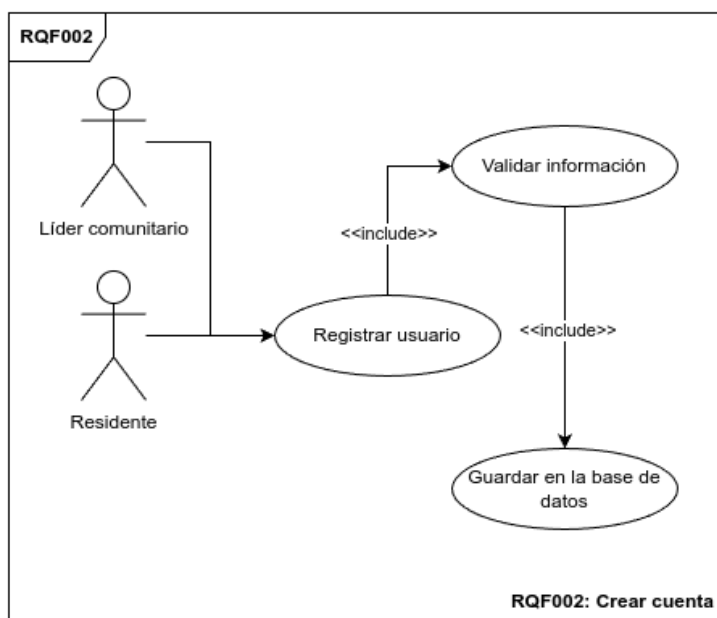 RQF002
Líder comunitario
Residente
Registrar usuario
<<include>>
Validar información
<<include>>
Guardar en la base de
datos
RQF002: Crear cuenta